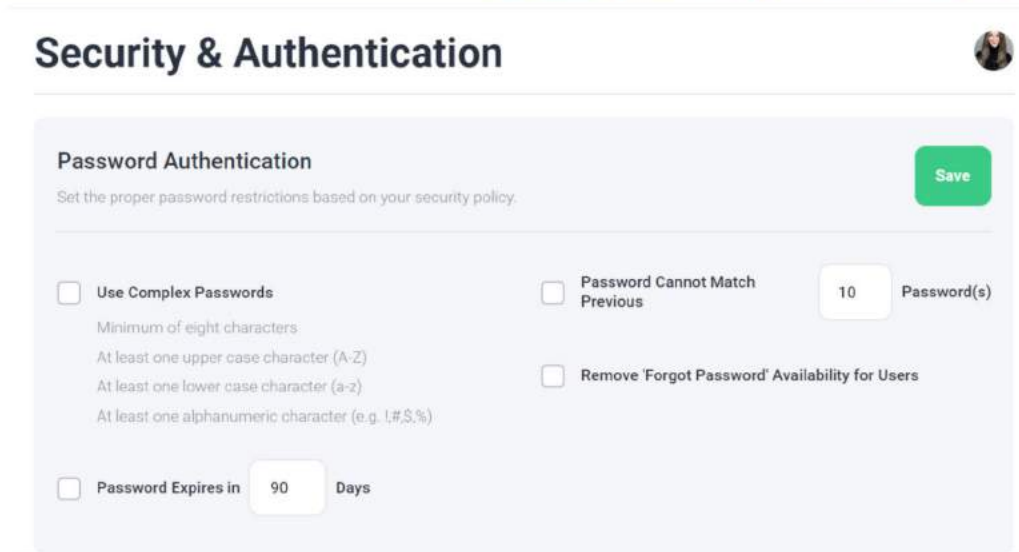 Security & Authentication
Password Authentication
Save
Set the proper password restrictions based on your security policy.
Use Complex Passwords
Minimum of eight characters
At least one upper case character (A-Z)
At least one lower case character (a-z)
At least one alphanumeric character (e.g. !,#,$,%)
Password Expires in 90 Days
Password Cannot Match
Previous
10 Password(s)
Remove 'Forgot Password' Availability for Users